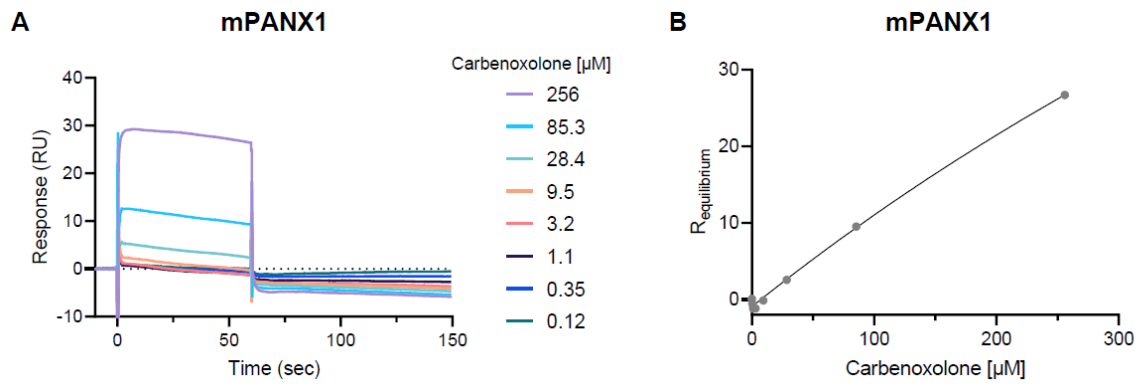 A
mPANX1
Response (RU)
40
30
20
10
0
-10
0
50
100
150
Time (sec)
Carbenoxolone [µM]
256
85.3
28.4
9.5
3.2
1.1
0.35
0.12
B
mPANX1
Requilibrium
30
20
10
0
0
100
200
300
Carbenoxolone [µM]